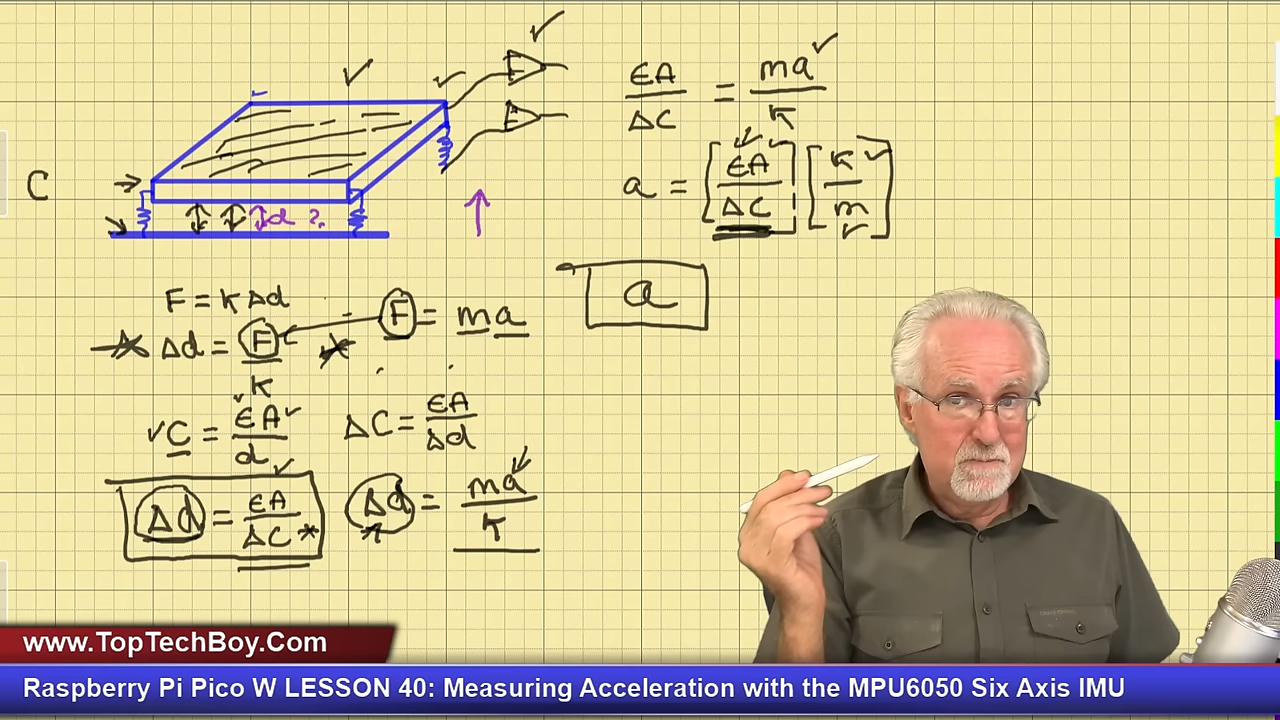 C
d ?
εA/ΔC = ma/k
a = [εA/ΔC] [k/m]
a
F = kΔd
F = ma
Δd = F/k
C = εA/d
ΔC = εA/Δd
Δd = εA/ΔC *
Δd = ma/k
www.TopTechBoy.Com
Raspberry Pi Pico W LESSON 40: Measuring Acceleration with the MPU6050 Six Axis IMU